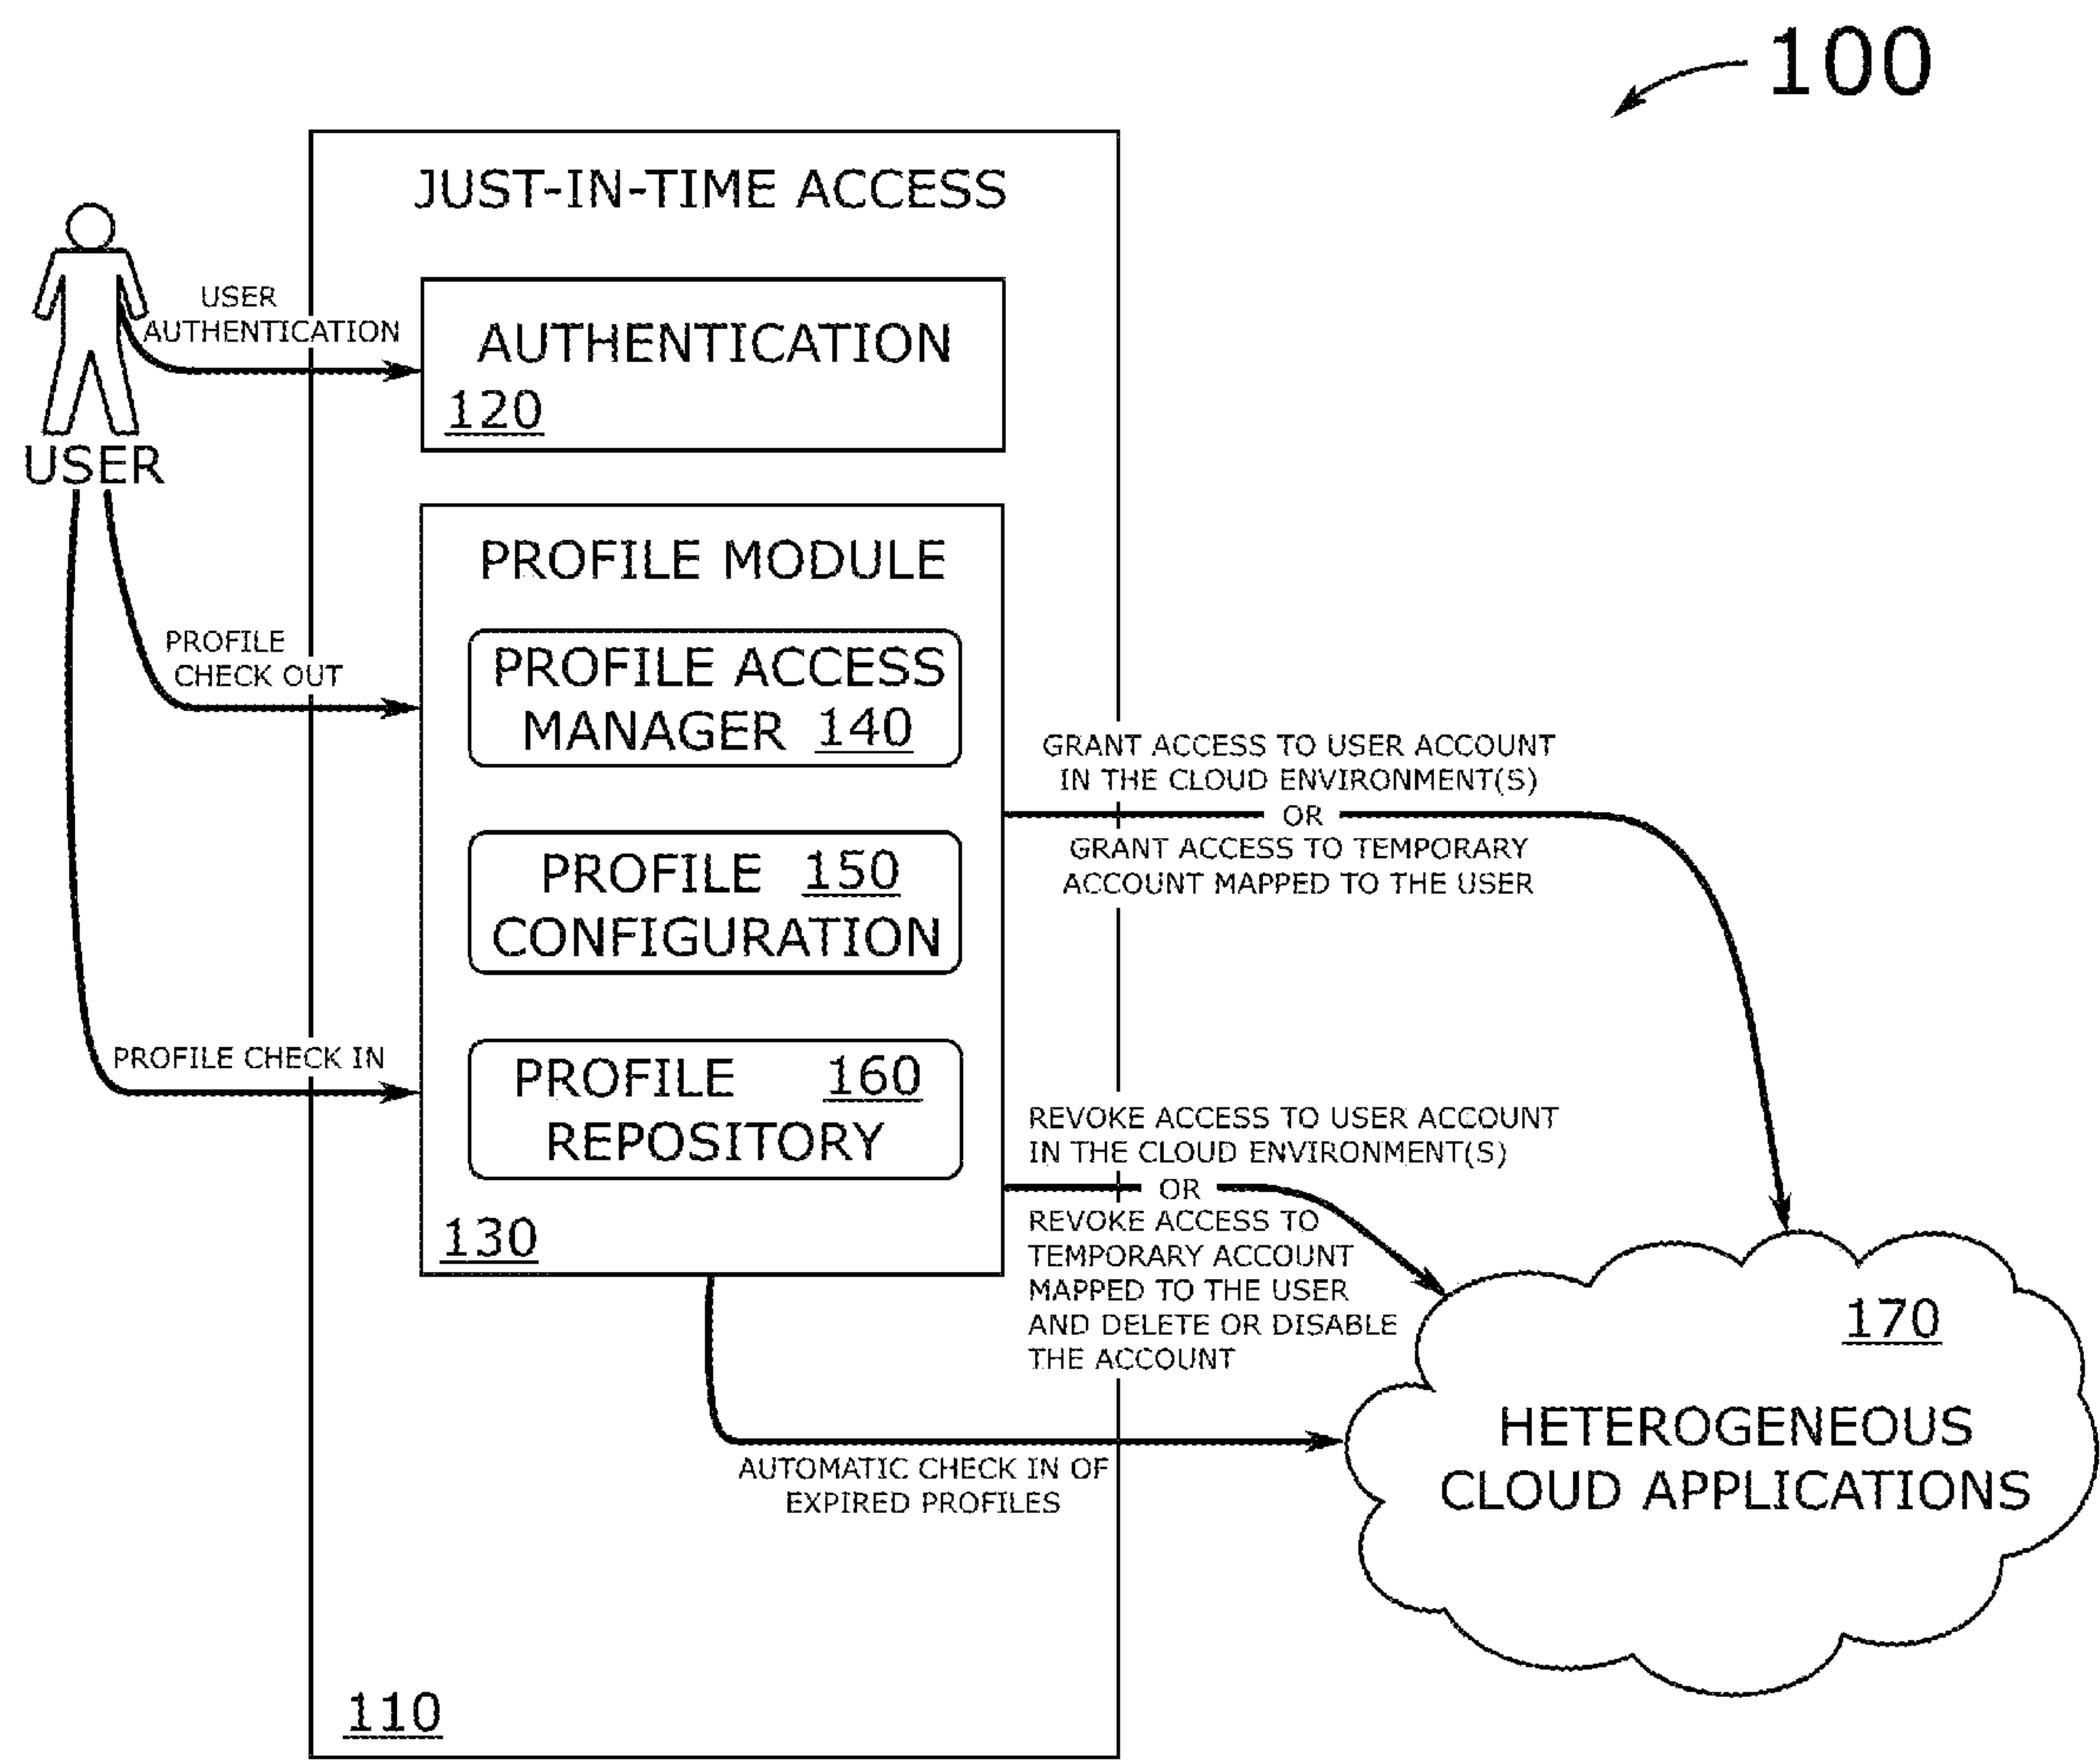 100
JUST-IN-TIME ACCESS
USER
AUTHENTICATION
AUTHENTICATION
120
USER
PROFILE MODULE
PROFILE
CHECK OUT
PROFILE ACCESS
MANAGER 140
GRANT ACCESS TO USER ACCOUNT
IN THE CLOUD ENVIRONMENT(S)
OR
GRANT ACCESS TO TEMPORARY
ACCOUNT MAPPED TO THE USER
PROFILE 150
CONFIGURATION
PROFILE CHECK IN
PROFILE 160
REPOSITORY
130
REVOKE ACCESS TO USER ACCOUNT
IN THE CLOUD ENVIRONMENT(S)
OR
REVOKE ACCESS TO
TEMPORARY ACCOUNT
MAPPED TO THE USER
AND DELETE OR DISABLE
THE ACCOUNT
AUTOMATIC CHECK IN OF
EXPIRED PROFILES
170
HETEROGENEOUS
CLOUD APPLICATIONS
110